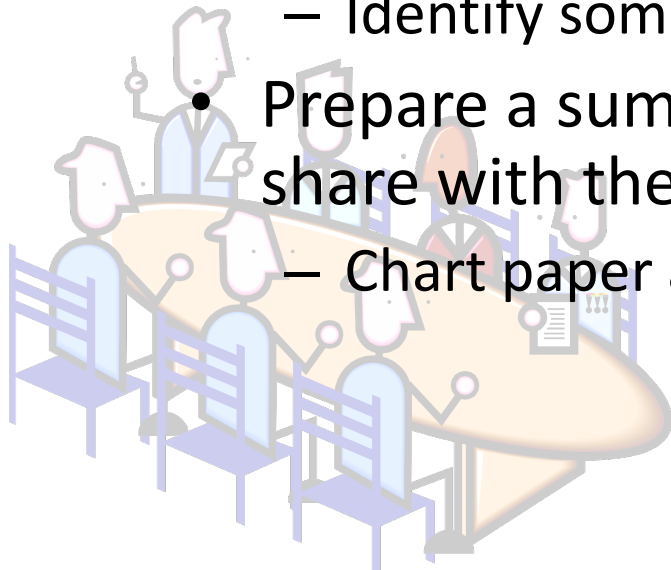 – Identify som
• Prepare a sum
share with the
– Chart paper